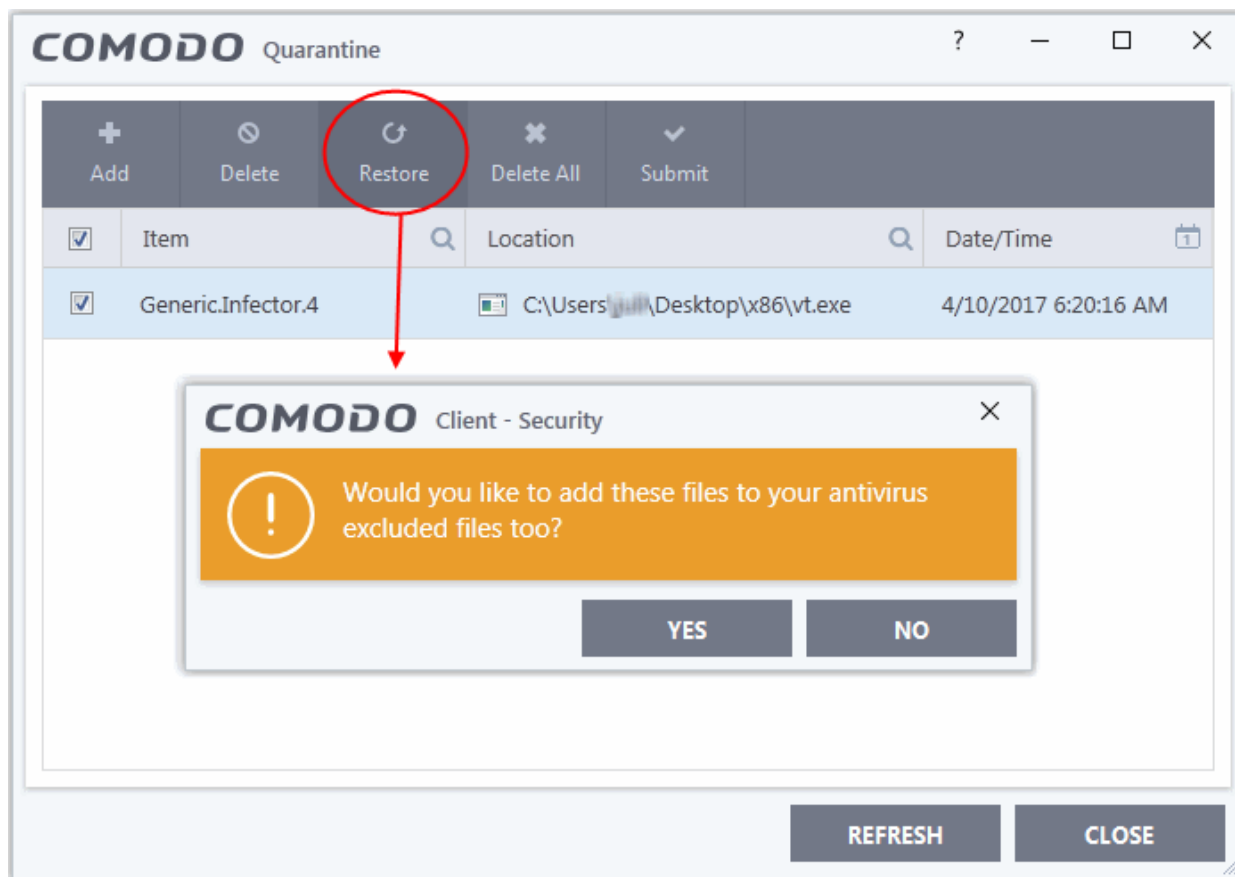 COMODO Quarantine ?
Add Delete Restore Delete All Submit
Item Location Date/Time
Generic.Infector.4 C:\Users\ \Desktop\x86\vt.exe 4/10/2017 6:20:16 AM
COMODO Client - Security
Would you like to add these files to your antivirus
excluded files too?
YES NO
REFRESH CLOSE